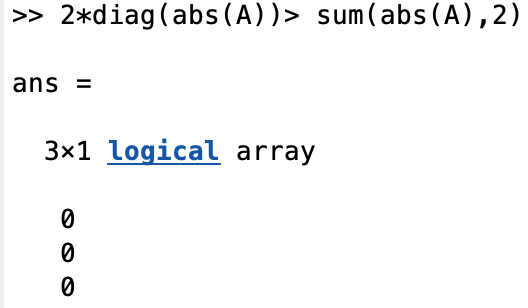 >> 2*diag(abs(A))> sum(abs(A),2)
ans =
3×1 logical array
0
0
0